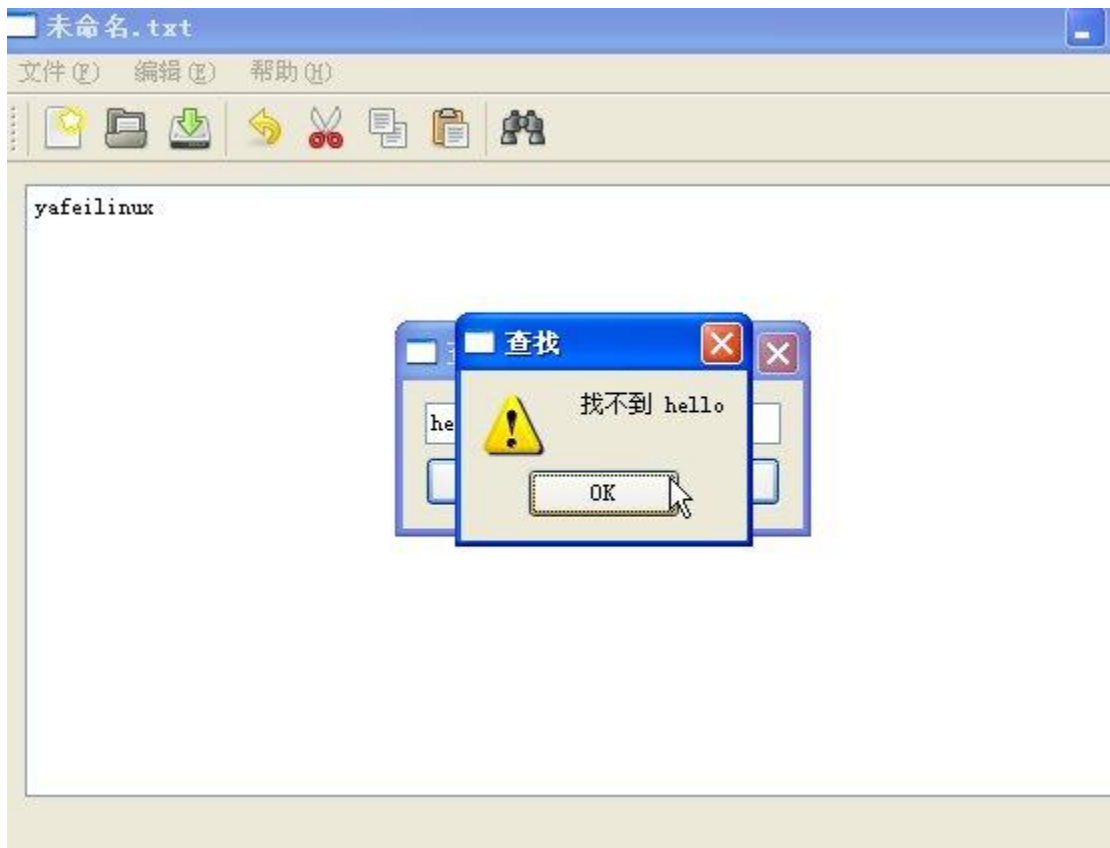 未命名.txt
文件(F) 编辑(E) 帮助(H)
yafeilinux
查找
找不到 hello
he
OK